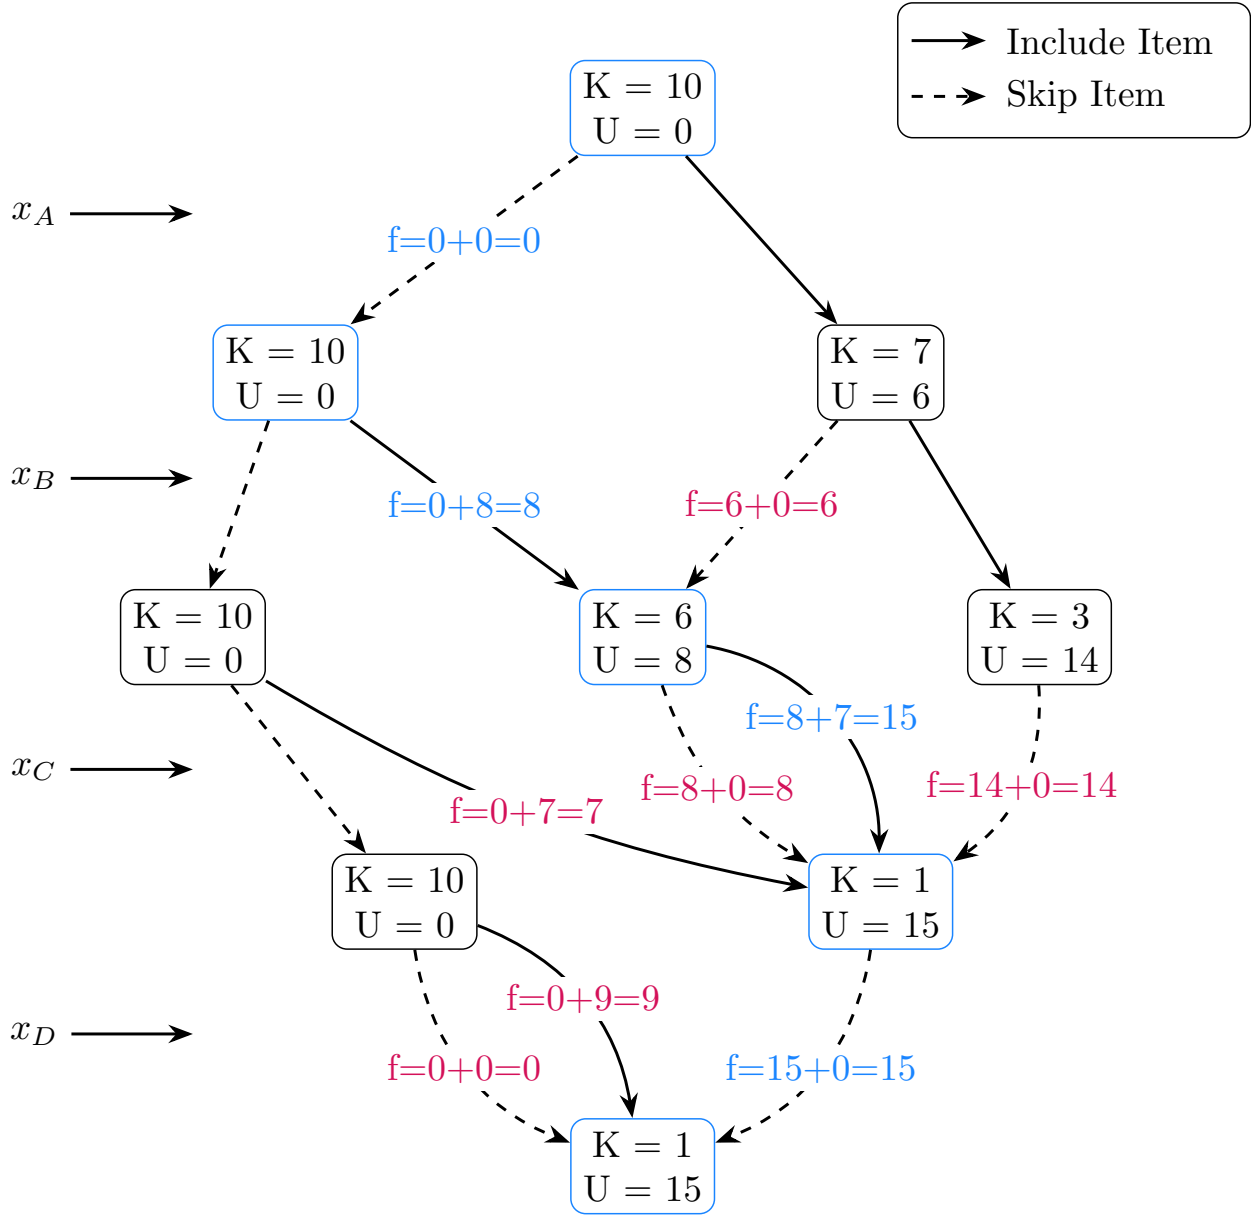 Include Item
Skip Item
K = 10
U = 0
x_A
f=0+0=0
K = 10
U = 0
K = 7
U = 6
x_B
f=0+8=8
f=6+0=6
K = 10
U = 0
K = 6
U = 8
K = 3
U = 14
f=8+7=15
x_C
f=0+7=7
f=8+0=8
f=14+0=14
K = 10
U = 0
K = 1
U = 15
f=0+9=9
x_D
f=0+0=0
f=15+0=15
K = 1
U = 15